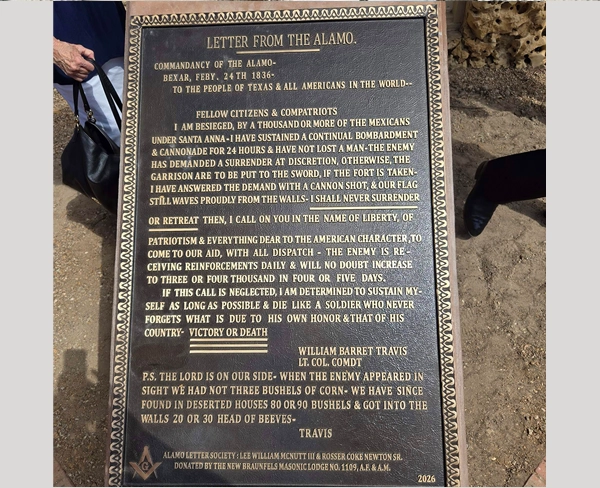 LETTER FROM THE ALAMO.
COMMANDANCY OF THE ALAMO-
BEXAR, FEBY. 24TH 1836-
TO THE PEOPLE OF TEXAS & ALL AMERICANS IN THE WORLD--
FELLOW CITIZENS & COMPATRIOTS
I AM BESIEGED, BY A THOUSAND OR MORE OF THE MEXICANS
UNDER SANTA ANNA-I HAVE SUSTAINED A CONTINUAL BOMBARDMENT
& CANNONADE FOR 24 HOURS & HAVE NOT LOST A MAN-THE ENEMY
HAS DEMANDED A SURRENDER AT DISCRETION, OTHERWISE, THE
GARRISON ARE TO BE PUT TO THE SWORD, IF THE FORT IS TAKEN-
I HAVE ANSWERED THE DEMAND WITH A CANNON SHOT, & OUR FLAG
STILL WAVES PROUDLY FROM THE WALLS- I SHALL NEVER SURRENDER
OR RETREAT THEN, I CALL ON YOU IN THE NAME OF LIBERTY, OF
PATRIOTISM & EVERYTHING DEAR TO THE AMERICAN CHARACTER, TO
COME TO OUR AID, WITH ALL DISPATCH - THE ENEMY IS RE-
CEIVING REINFORCEMENTS DAILY & WILL NO DOUBT INCREASE
TO THREE OR FOUR THOUSAND IN FOUR OR FIVE DAYS.
IF THIS CALL IS NEGLECTED, I AM DETERMINED TO SUSTAIN MY-
SELF AS LONG AS POSSIBLE & DIE LIKE A SOLDIER WHO NEVER
FORGETS WHAT IS DUE TO HIS OWN HONOR & THAT OF HIS
COUNTRY- VICTORY OR DEATH
WILLIAM BARRET TRAVIS
LT. COL. COMDT
P.S. THE LORD IS ON OUR SIDE- WHEN THE ENEMY APPEARED IN
SIGHT WE HAD NOT THREE BUSHELS OF CORN- WE HAVE SINCE
FOUND IN DESERTED HOUSES 80 OR 90 BUSHELS & GOT INTO THE
WALLS 20 OR 30 HEAD OF BEEVES-
TRAVIS
ALAMO LETTER SOCIETY: LEE WILLIAM MCNUTT III & ROSSER COKE NEWTON SR.
DONATED BY THE NEW BRAUNFELS MASONIC LODGE NO. 1109, A.F. & A.M.
G
2026